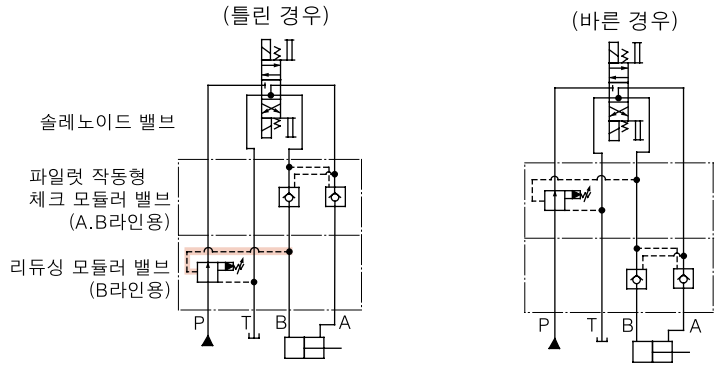 (틀린 경우)
(바른 경우)
솔레노이드 밸브
파일럿 작동형
체크 모듈러 밸브
(A.B라인용)
리듀싱 모듈러 밸브
(B라인용)
P T B A
P T B A